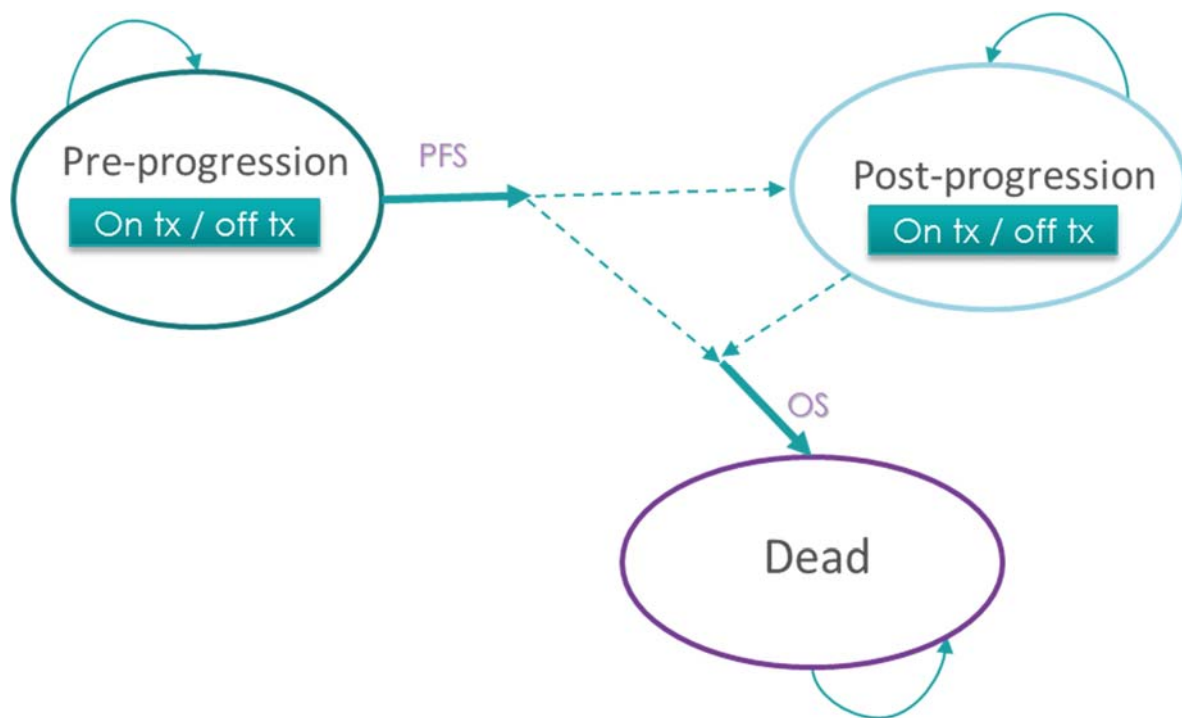 Pre-progression
On tx / off tx
PFS
Post-progression
On tx / off tx
OS
Dead